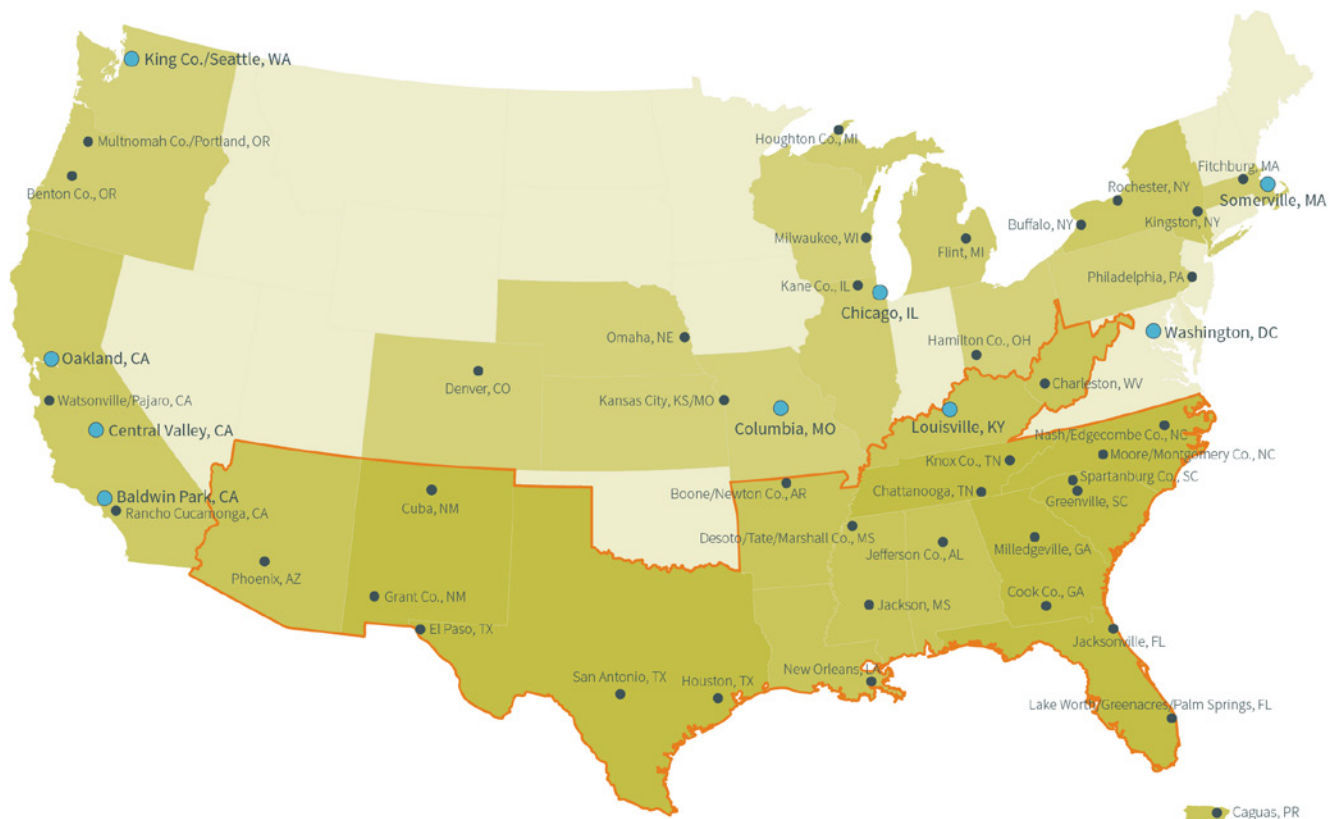 King Co./Seattle, WA
Multnomah Co./Portland, OR
Benton Co., OR
Houghton Co., MI
Fitchburg, MA
Rochester, NY
Somerville, MA
Buffalo, NY
Kingston, NY
Milwaukee, WI
Flint, MI
Philadelphia, PA
Kane Co., IL
Chicago, IL
Washington, DC
Omaha, NE
Hamilton Co., OH
Oakland, CA
Denver, CO
Charleston, WV
Watsonville/Pajaro, CA
Kansas City, KS/MO
Central Valley, CA
Columbia, MO
Louisville, KY
Nash/Edgecombe Co., NC
Moore/Montgomery Co., NC
Knox Co., TN
Spartanburg Co., SC
Baldwin Park, CA
Boone/Newton Co., AR
Chattanooga, TN
Greenville, SC
Rancho Cucamonga, CA
Cuba, NM
Desoto/Tate/Marshall Co., MS
Milledgeville, GA
Jefferson Co., AL
Phoenix, AZ
Cook Co., GA
Grant Co., NM
Jackson, MS
El Paso, TX
Jacksonville, FL
New Orleans, LA
San Antonio, TX
Houston, TX
Lake Worth/Greenacres/Palm Springs, FL
Caguas, PR